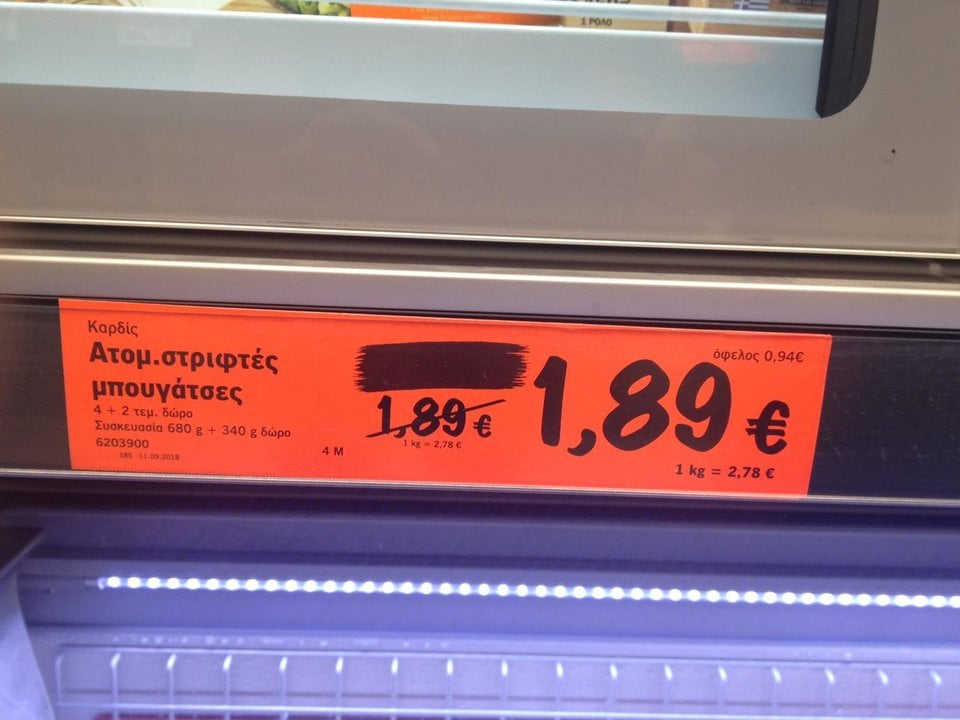 1 ΡΟΛΟ
Καρδίς
Ατομ.στριφτές
μπουγάτσες
4 + 2 τεμ. δώρο
Συσκευασία 680 g + 340 g δώρο
6203900
385 11.09.2018
4 M
1,89 €
1 kg = 2,78 €
όφελος 0,94€
1,89 €
1 kg = 2,78 €